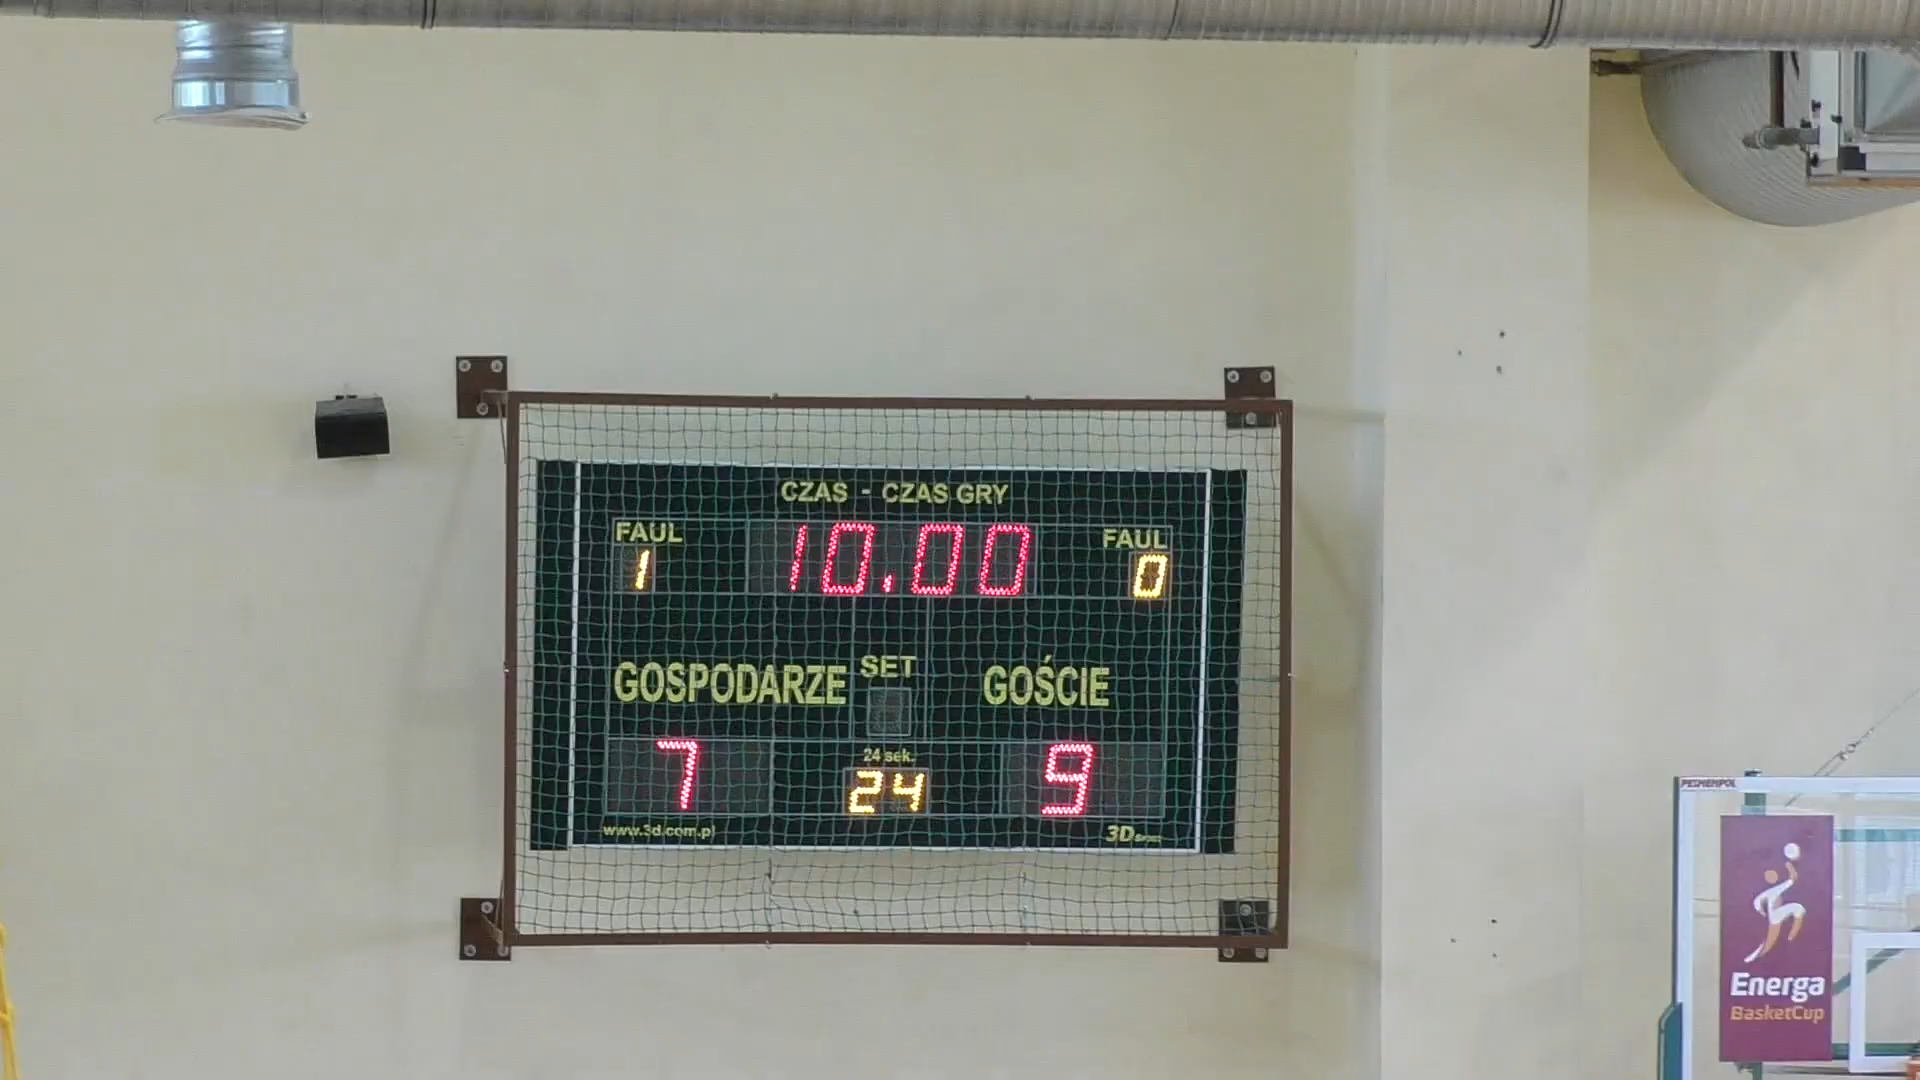 CZAS - CZAS GRY
FAUL
10.00
FAUL
1
0
GOSPODARZE
SET
GOŚCIE
24 sek.
7
24
9
www.3d.com.pl
3D
PESMENPOL
Energa
BasketCup